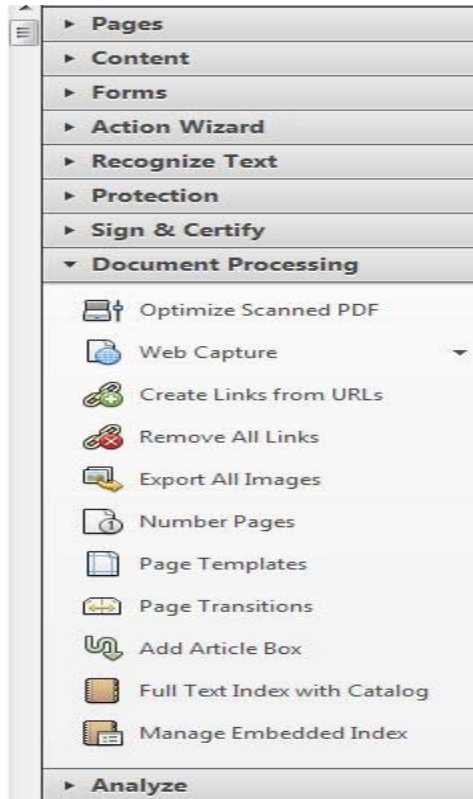 Pages
Content
Forms
Action Wizard
Recognize Text
Protection
Sign & Certify
Document Processing
Optimize Scanned PDF
Web Capture
Create Links from URLs
Remove All Links
Export All Images
Number Pages
Page Templates
Page Transitions
Add Article Box
Full Text Index with Catalog
Manage Embedded Index
Analyze